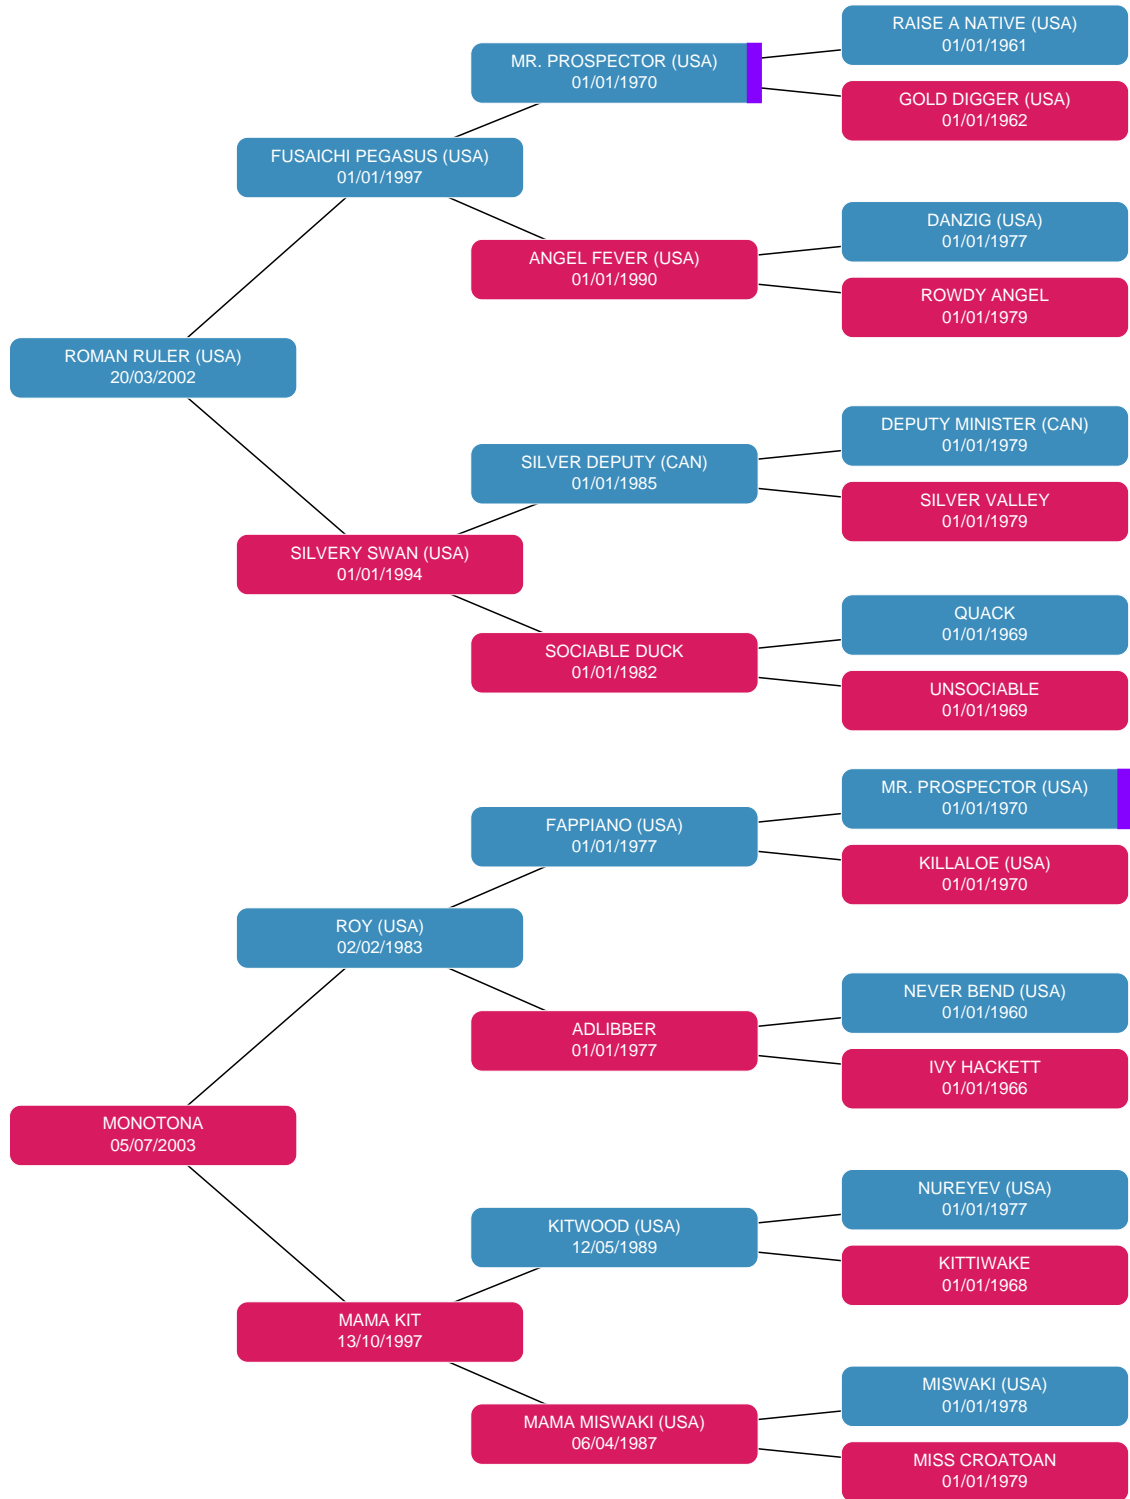 RAISE A NATIVE (USA)
01/01/1961
MR. PROSPECTOR (USA)
01/01/1970
GOLD DIGGER (USA)
01/01/1962
FUSAICHI PEGASUS (USA)
01/01/1997
DANZIG (USA)
01/01/1977
ANGEL FEVER (USA)
01/01/1990
ROWDY ANGEL
01/01/1979
ROMAN RULER (USA)
20/03/2002
DEPUTY MINISTER (CAN)
01/01/1979
SILVER DEPUTY (CAN)
01/01/1985
SILVER VALLEY
01/01/1979
SILVERY SWAN (USA)
01/01/1994
QUACK
01/01/1969
SOCIABLE DUCK
01/01/1982
UNSOCIABLE
01/01/1969
MR. PROSPECTOR (USA)
01/01/1970
FAPPIANO (USA)
01/01/1977
KILLALOE (USA)
01/01/1970
ROY (USA)
02/02/1983
NEVER BEND (USA)
01/01/1960
ADLIBBER
01/01/1977
IVY HACKETT
01/01/1966
MONOTONA
05/07/2003
NUREYEV (USA)
01/01/1977
KITWOOD (USA)
12/05/1989
KITTIWAKE
01/01/1968
MAMA KIT
13/10/1997
MISWAKI (USA)
01/01/1978
MAMA MISWAKI (USA)
06/04/1987
MISS CROATOAN
01/01/1979